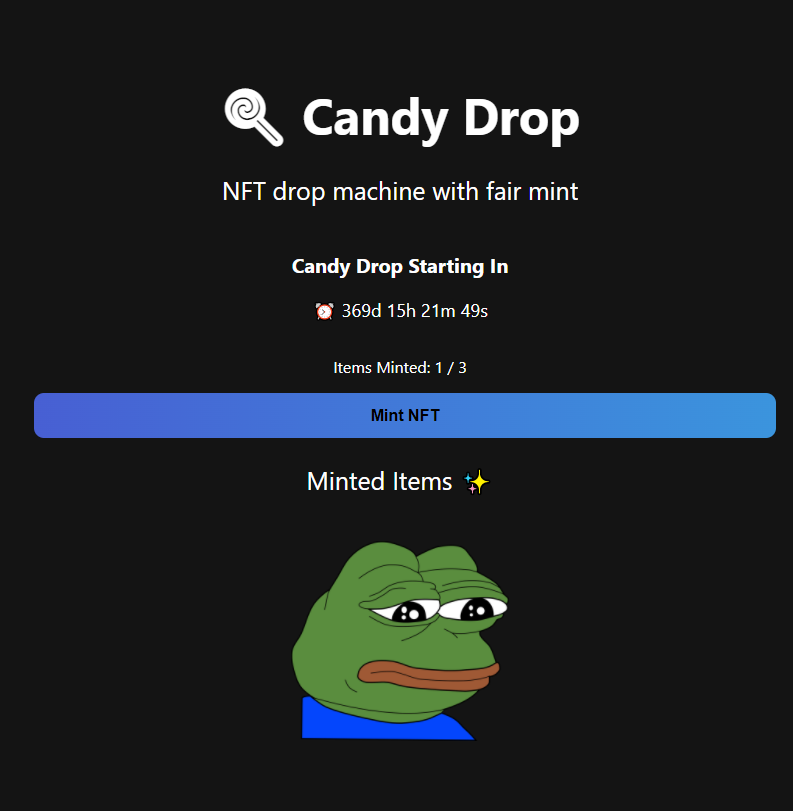 🍭 Candy Drop
NFT drop machine with fair mint
Candy Drop Starting In
⏰ 369d 15h 21m 49s
Items Minted: 1 / 3
Mint NFT
Minted Items ✨